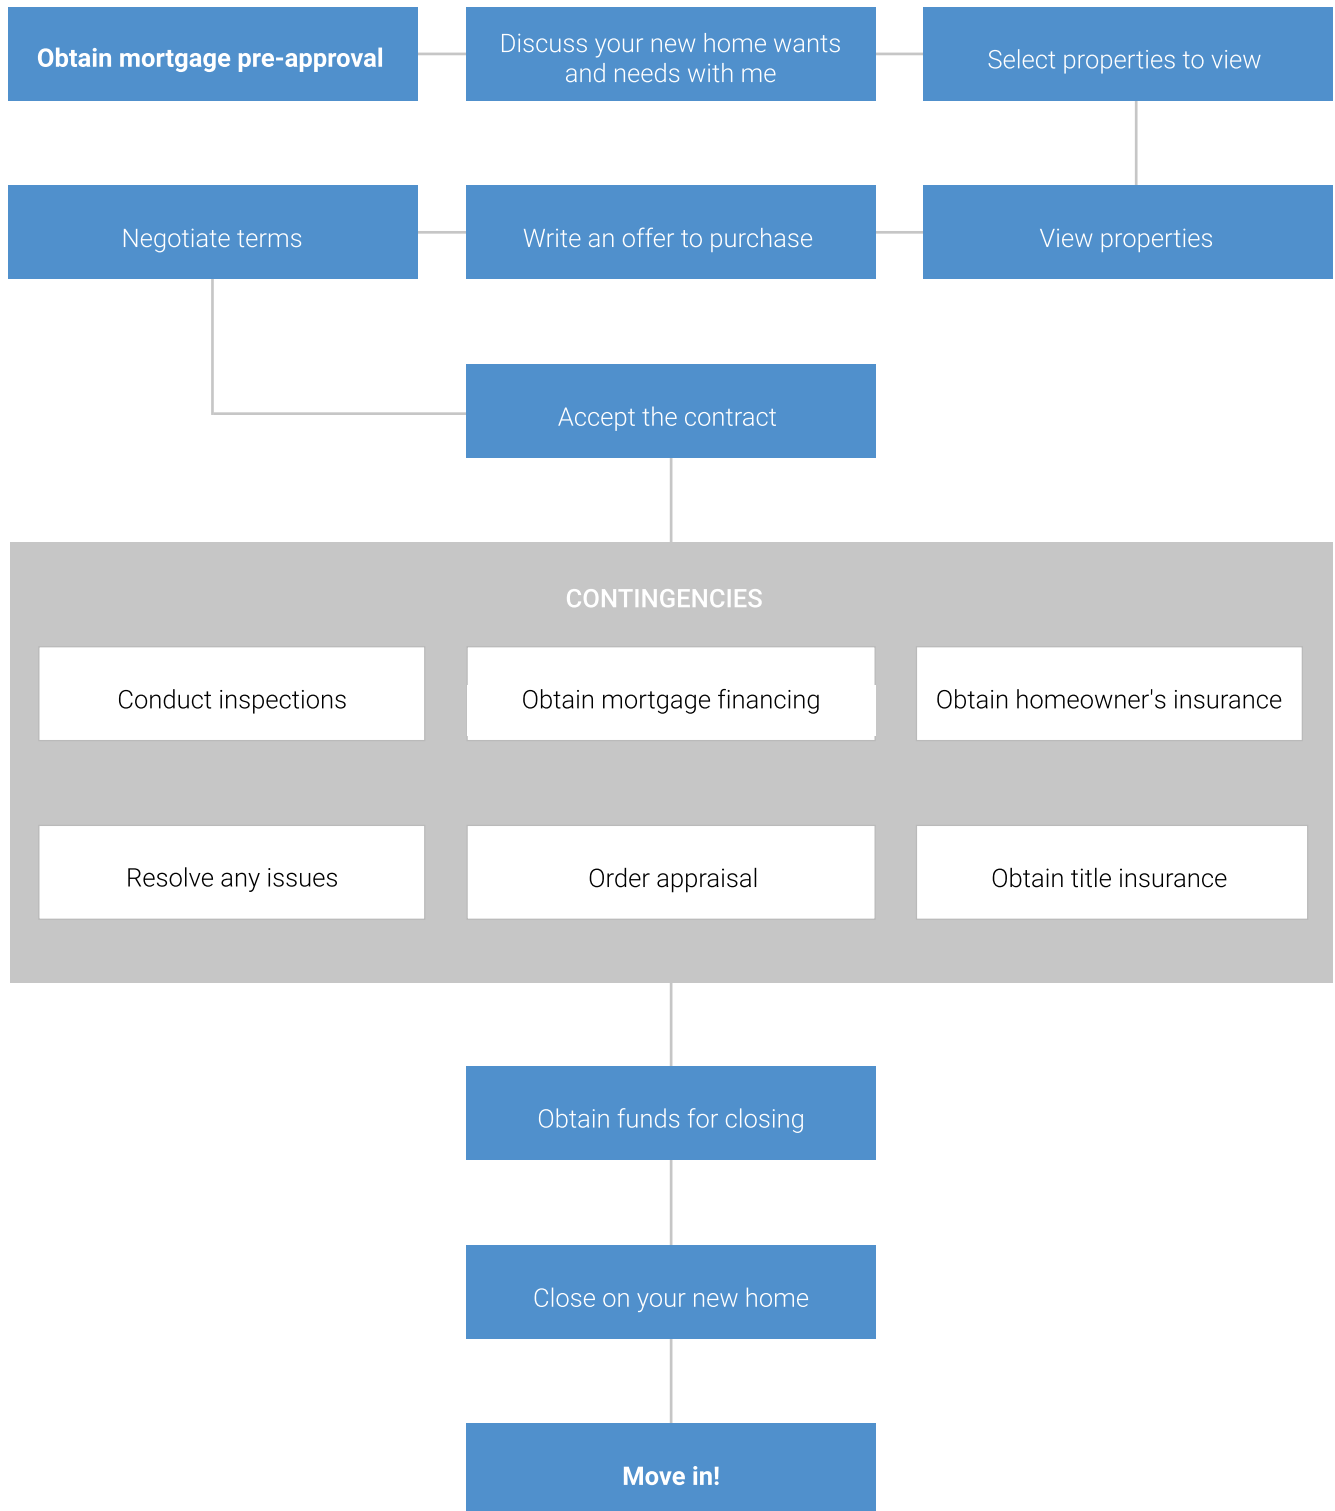 Obtain mortgage pre-approval
Discuss your new home wants
and needs with me
Select properties to view
Negotiate terms
Write an offer to purchase
View properties
Accept the contract
CONTINGENCIES
Conduct inspections
Obtain mortgage financing
Obtain homeowner's insurance
Resolve any issues
Order appraisal
Obtain title insurance
Obtain funds for closing
Close on your new home
Move in!